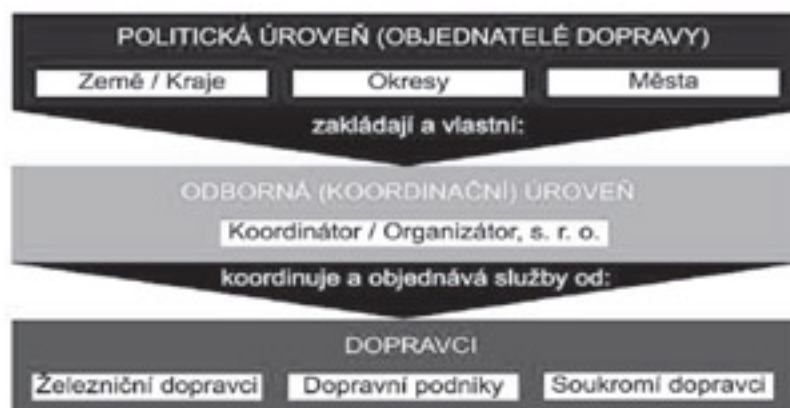 POLITICKÁ ÚROVEŇ (OBJEDNATELÉ DOPRAVY)
Země / Kraje Okresy Města
zakládají a vlastní:
ODBORNÁ (KOORDINAČNÍ) ÚROVEŇ
Koordinátor / Organizátor, s. r. o.
koordinuje a objednává služby od:
DOPRAVCI
Železniční dopravci Dopravní podniky Soukromí dopravci